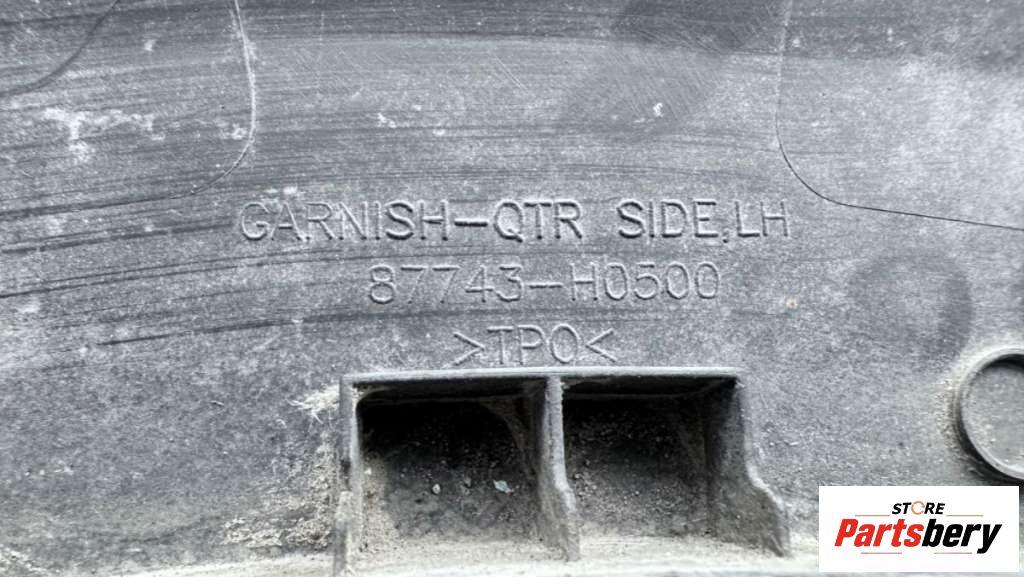 GARNISH-QTR SIDE,LH
87743-H0500
>TPO<
STORE
Partsbery